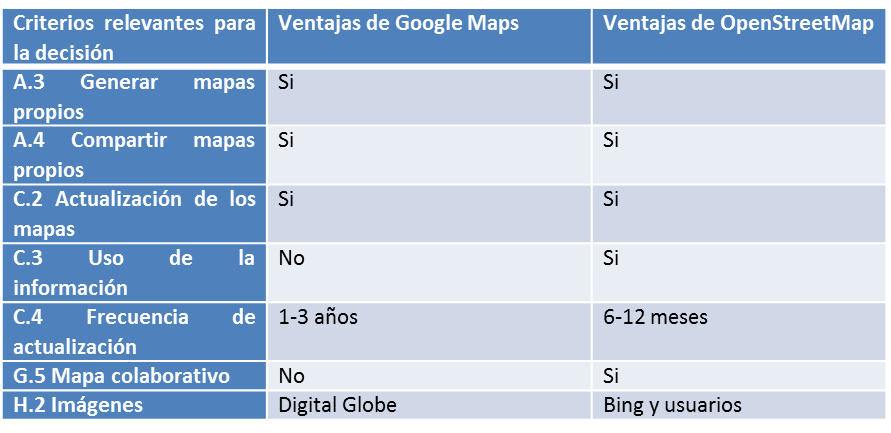 Criterios relevantes para la decisión
Ventajas de Google Maps
Ventajas de OpenStreetMap
A.3 Generar mapas propios
Si
Si
A.4 Compartir mapas propios
Si
Si
C.2 Actualización de los mapas
Si
Si
C.3 Uso de la información
No
Si
C.4 Frecuencia de actualización
1-3 años
6-12 meses
G.5 Mapa colaborativo
No
Si
H.2 Imágenes
Digital Globe
Bing y usuarios